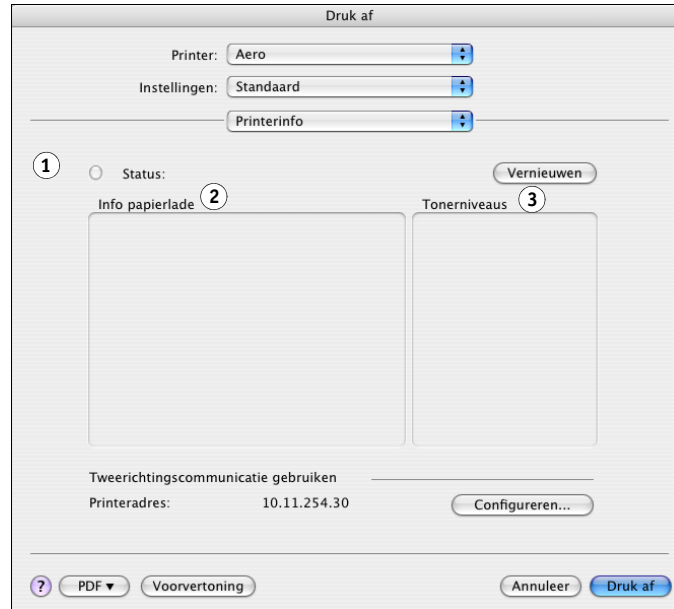 Druk af
Printer: Aero
Instellingen: Standaard
Printerinfo
1 Status: Vernieuwen
Info papierlade 2 Tonerniveaus 3
Tweerichtingscommunicatie gebruiken
Printeradres: 10.11.254.30 Configureren...
? PDF ▼ Voorvertoning Annuleer Druk af